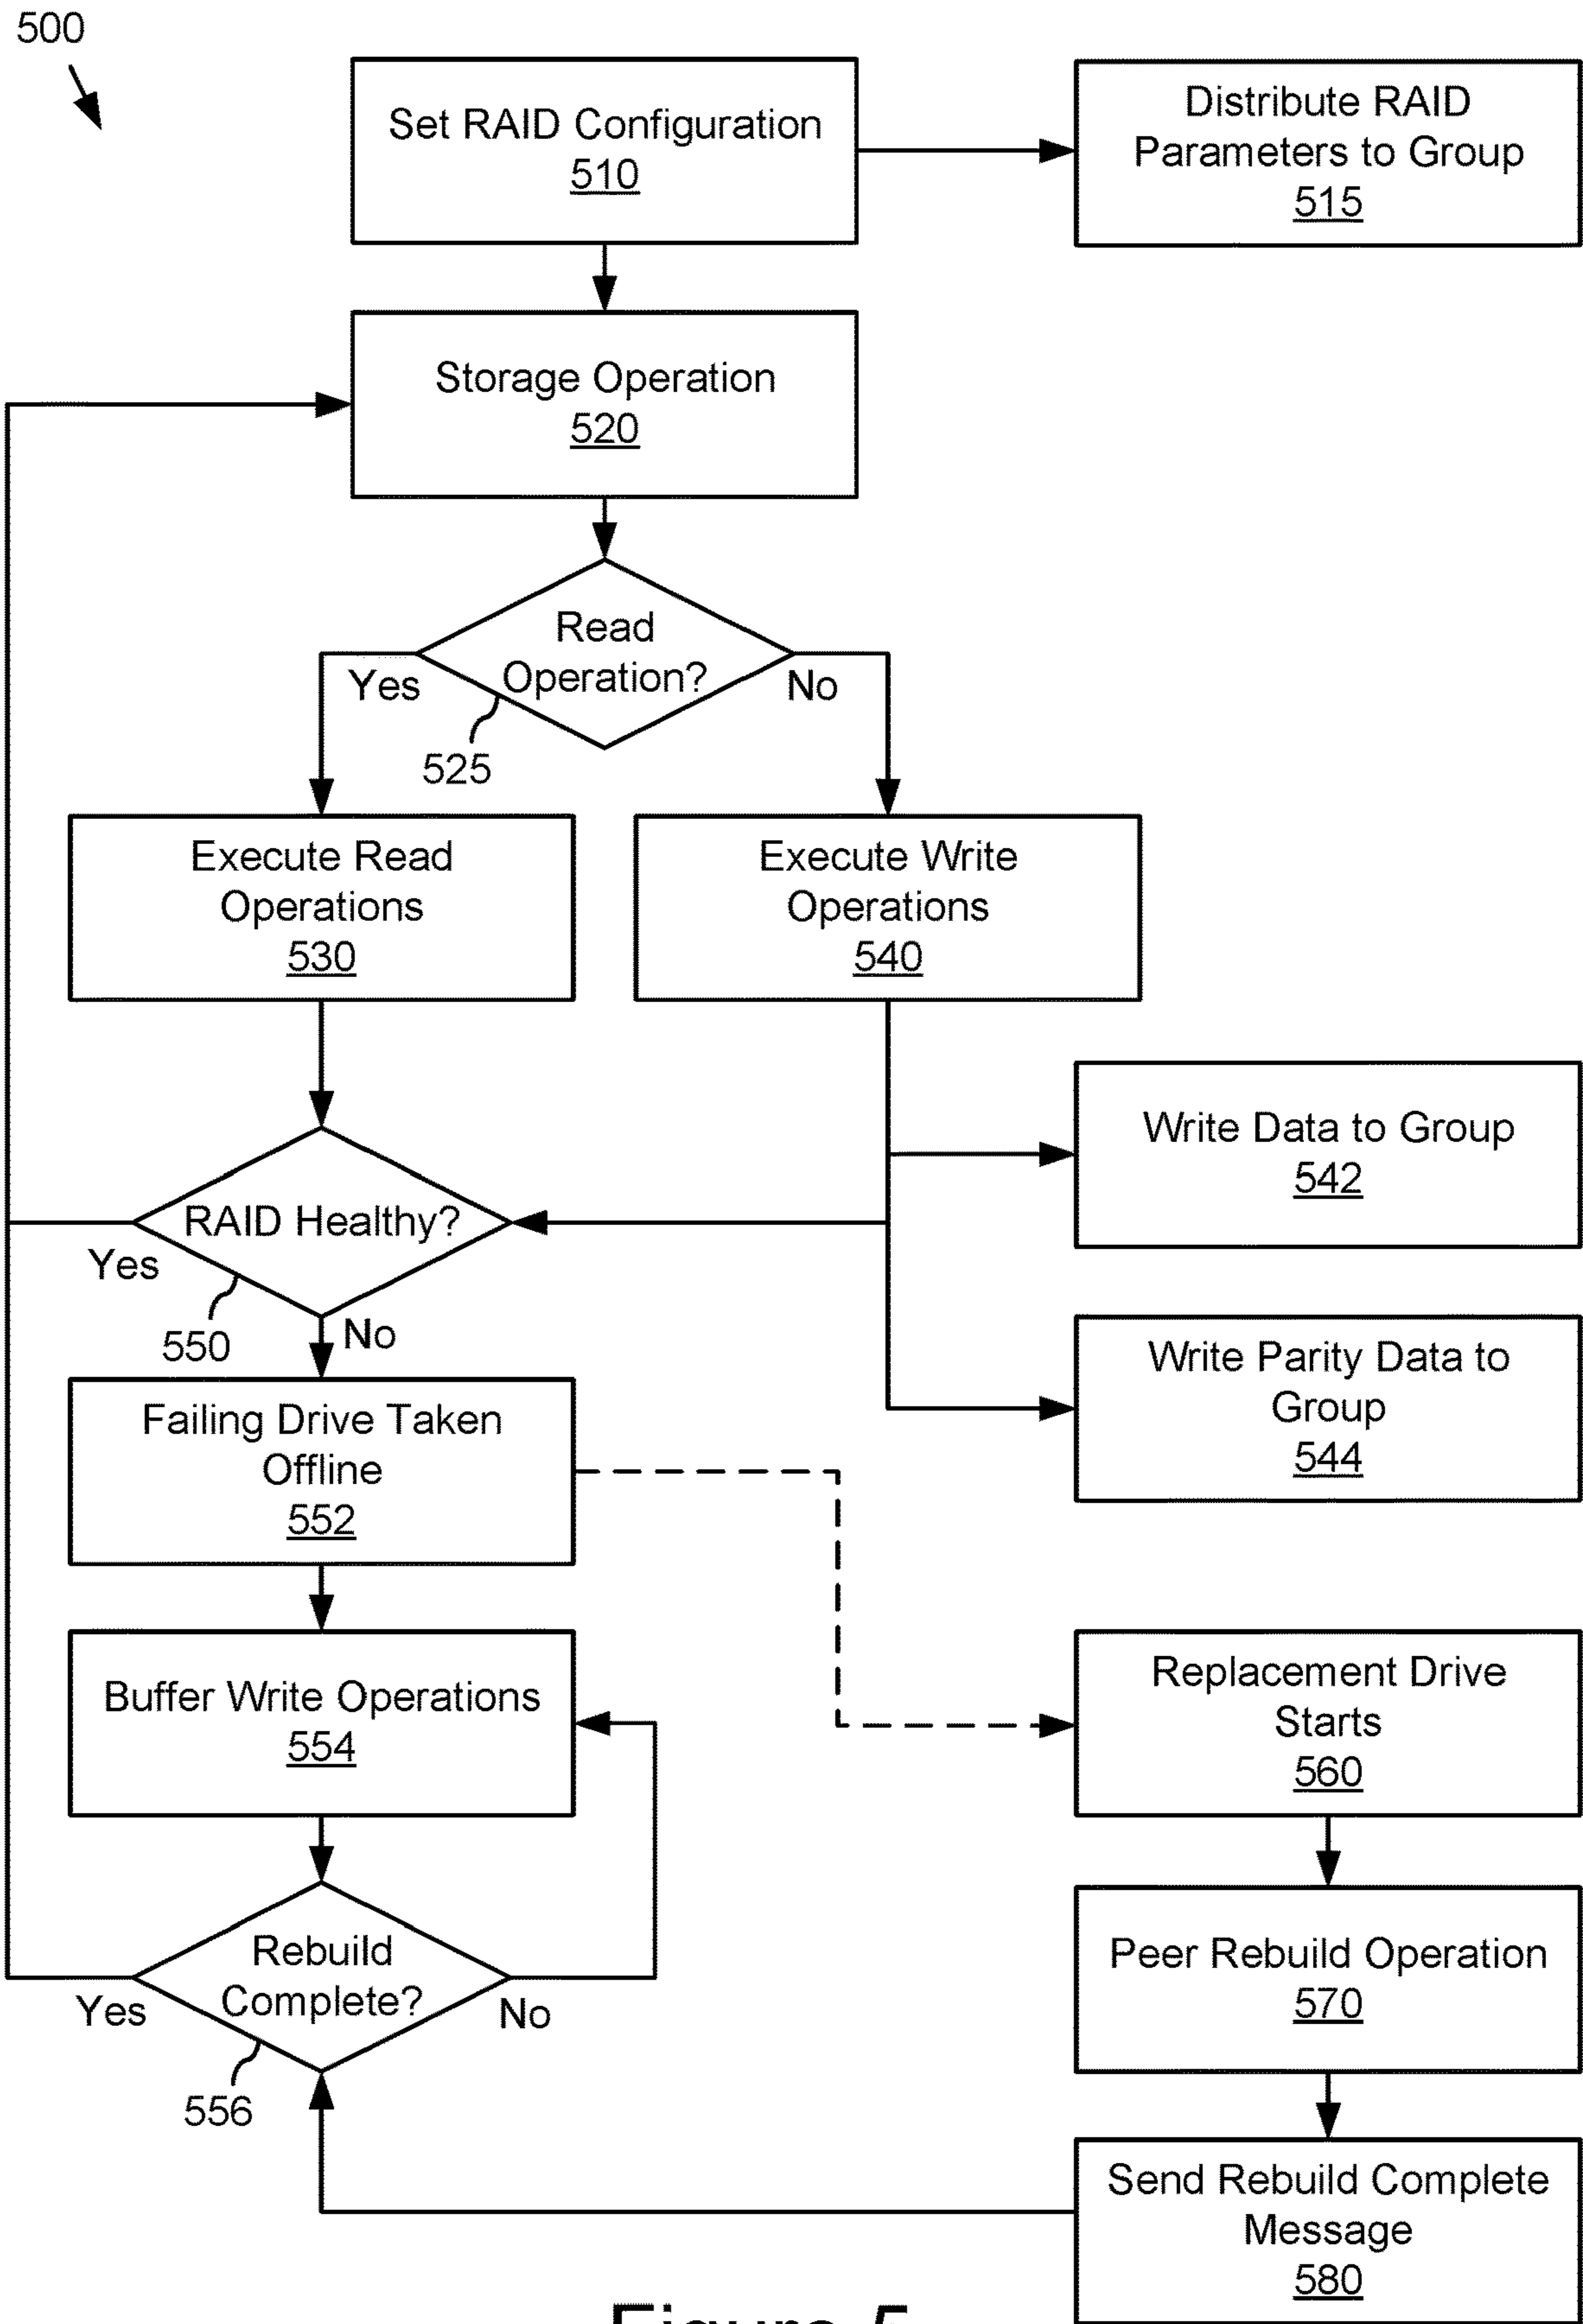 500
Set RAID Configuration
510
Distribute RAID
Parameters to Group
515
Storage Operation
520
Read
Operation?
Yes
No
525
Execute Read
Operations
530
Execute Write
Operations
540
Write Data to Group
542
RAID Healthy?
Yes
550
No
Write Parity Data to
Group
544
Failing Drive Taken
Offline
552
Buffer Write Operations
554
Replacement Drive
Starts
560
Rebuild
Complete?
Yes
No
556
Peer Rebuild Operation
570
Send Rebuild Complete
Message
580
Figure 5